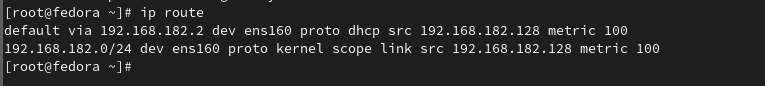 [root@fedora ~]# ip route
default via 192.168.182.2 dev ens160 proto dhcp src 192.168.182.128 metric 100
192.168.182.0/24 dev ens160 proto kernel scope link src 192.168.182.128 metric 100
[root@fedora ~]#